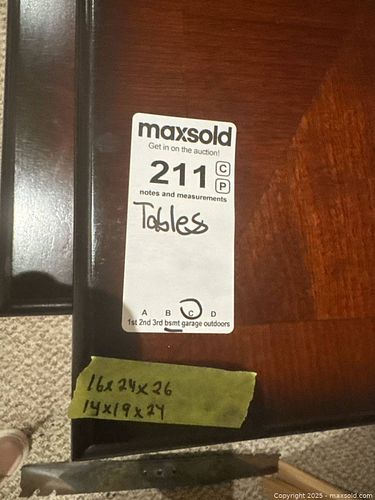 maxsold
Get in on the auction!
211 C
P
notes and measurements
Tables
A B C D
1st 2nd 3rd bsmt garage outdoors
16x24x26
14x19x24
Copyright 2025 - maxsold.com